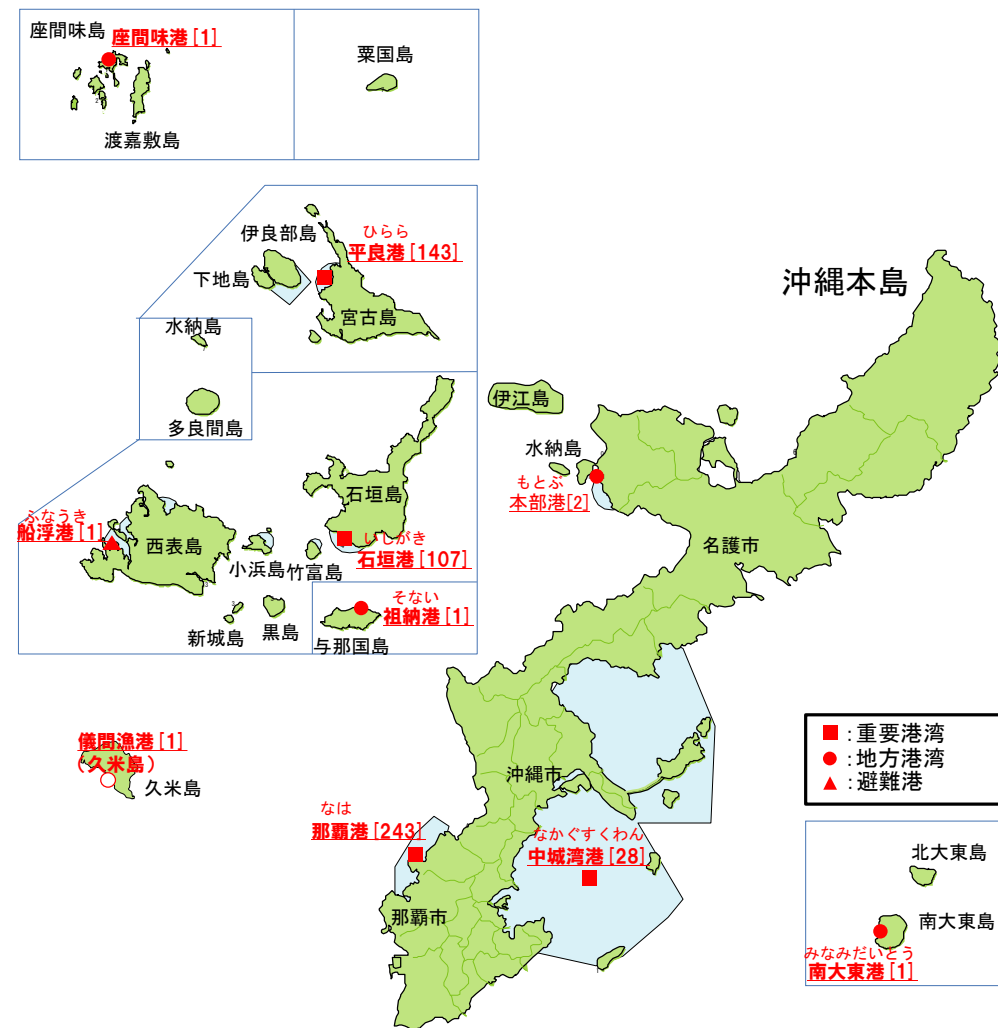 座間味島
座間味港[1]
渡嘉敷島
粟国島
伊良部島
下地島
ひらら
平良港[143]
宮古島
水納島
多良間島
沖縄本島
伊江島
水納島
もとぶ
本部港[2]
名護市
石垣島
いしがき
石垣港[107]
ふなうき
船浮港[1]
西表島
小浜島
竹富島
新城島
黒島
そない
祖納港[1]
与那国島
儀間漁港[1]
(久米島)
久米島
沖縄市
なは
那覇港[243]
那覇市
なかぐすくわん
中城湾港[28]
■:重要港湾
●:地方港湾
▲:避難港
北大東島
南大東島
みなみだいとう
南大東港[1]